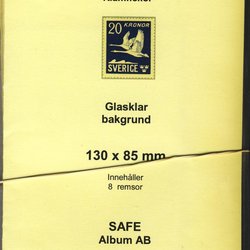 20 KRONOR
SVERIGE
Glasklar
bakgrund
130 x 85 mm
Innehåller
8 remsor
SAFE
Album AB